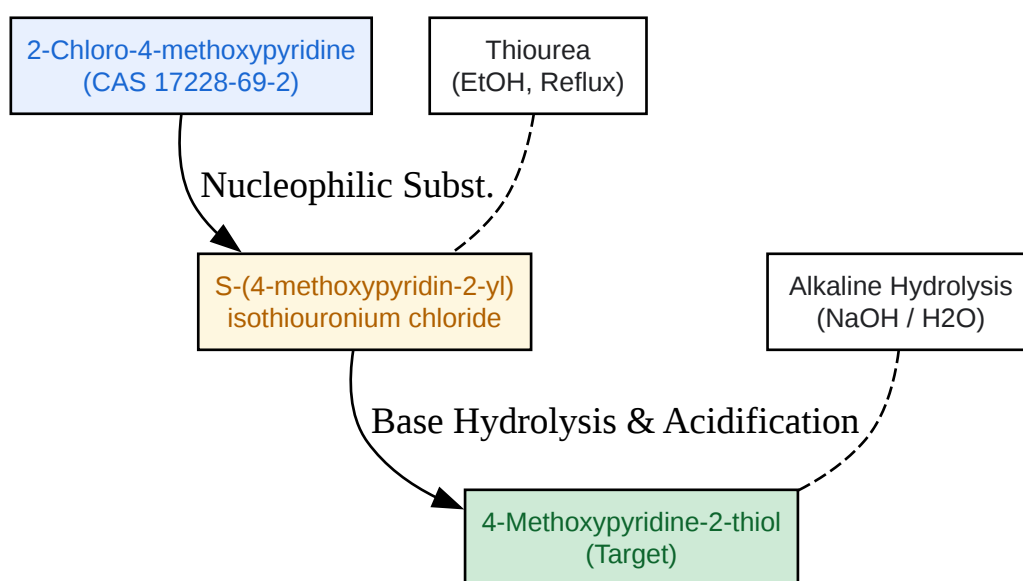 2-Chloro-4-methoxypyridine
(CAS 17228-69-2)
Thiourea
(EtOH, Reflux)
Nucleophilic Subst.
S-(4-methoxypyridin-2-yl)
isothiouronium chloride
Alkaline Hydrolysis
(NaOH / H2O)
Base Hydrolysis & Acidification
4-Methoxypyridine-2-thiol
(Target)